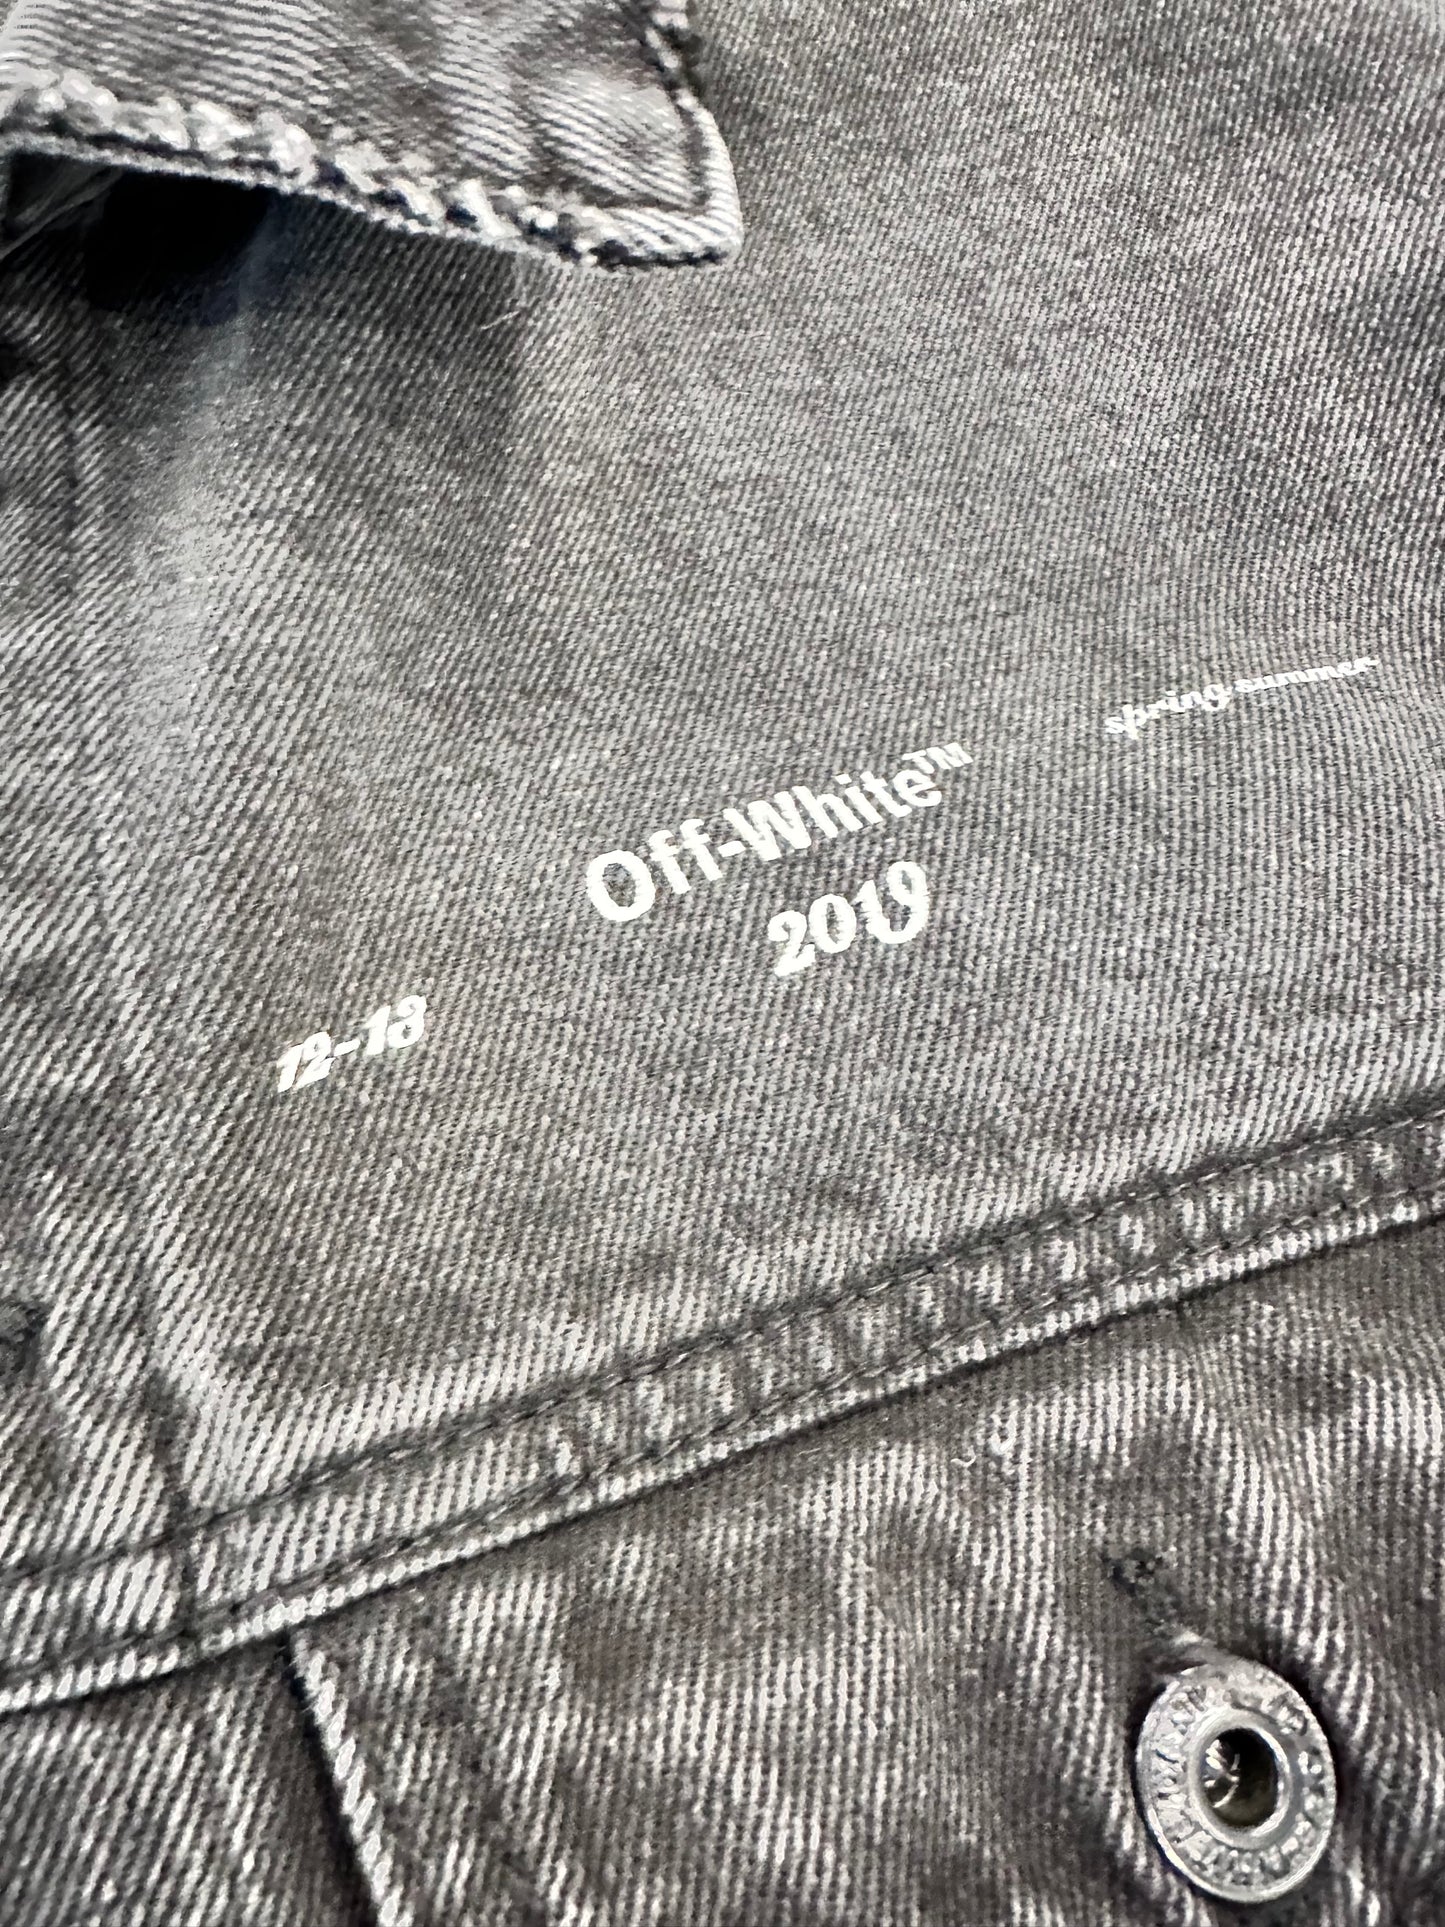 spring-summer
Off-White™
2019
12-13